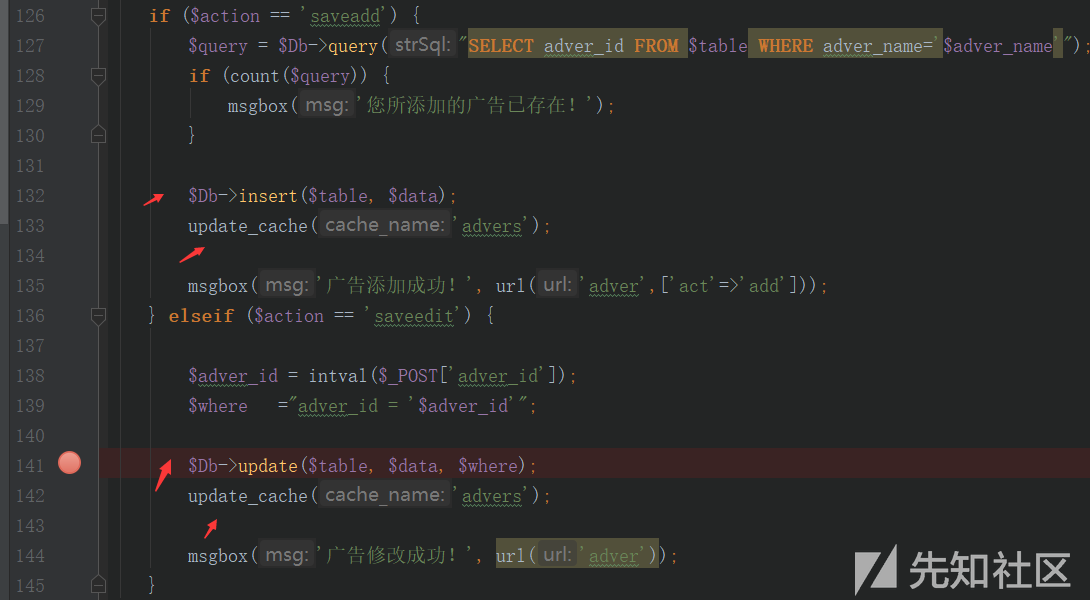 126 if ($action == 'saveadd') {
127 $query = $Db->query( strSql: "SELECT adver_id FROM $table WHERE adver_name='$adver_name'");
128 if (count($query)) {
129 msgbox( msg: '您所添加的广告已存在！');
130 }
131
132 $Db->insert($table, $data);
133 update_cache( cache_name: 'advers');
134
135 msgbox( msg: '广告添加成功！', url( url: 'adver',['act'=>'add']));
136 } elseif ($action == 'saveedit') {
137
138 $adver_id = intval($_POST['adver_id']);
139 $where ="adver_id = '$adver_id'";
140
141 $Db->update($table, $data, $where);
142 update_cache( cache_name: 'advers');
143
144 msgbox( msg: '广告修改成功！', url( url: 'adver'));
145 }
先知社区